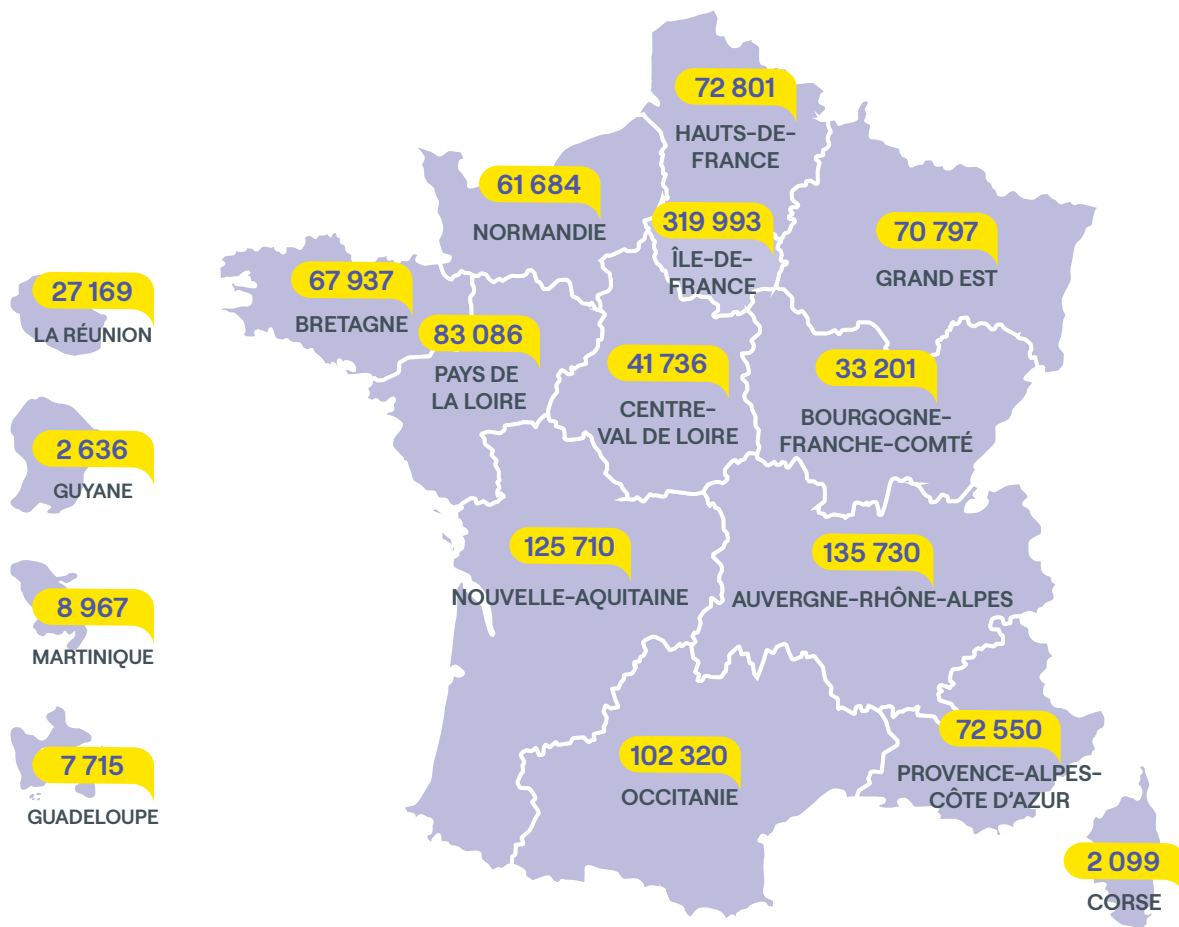 72 801
HAUTS-DE-
FRANCE
61 684
NORMANDIE
319 993
ÎLE-DE-
FRANCE
70 797
GRAND EST
67 937
BRETAGNE
27 169
LA RÉUNION
83 086
PAYS DE
LA LOIRE
41 736
CENTRE-
VAL DE LOIRE
33 201
BOURGOGNE-
FRANCHE-COMTÉ
2 636
GUYANE
125 710
NOUVELLE-AQUITAINE
135 730
AUVERGNE-RHÔNE-ALPES
8 967
MARTINIQUE
7 715
GUADELOUPE
102 320
OCCITANIE
72 550
PROVENCE-ALPES-
CÔTE D'AZUR
2 099
CORSE